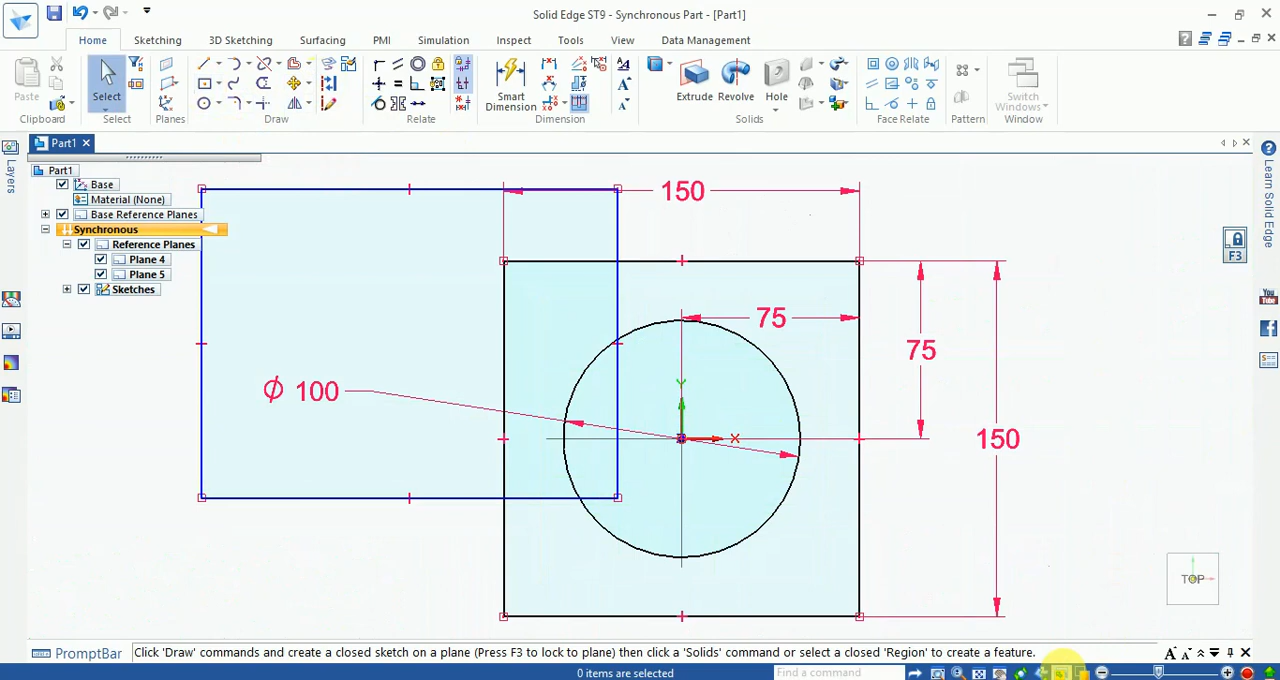 Solid Edge ST9 - Synchronous Part - [Part1]
Home Sketching 3D Sketching Surfacing PMI Simulation Inspect Tools View Data Management
Paste
Clipboard
Select
Select
Planes
Draw
Relate
Smart Dimension
Dimension
Extrude Revolve Hole
Solids
Face Relate
Pattern
Switch Windows
Window
Part1
Layers
Learn Solid Edge
Part1
Base
Material (None)
Base Reference Planes
Synchronous
Reference Planes
Plane 4
Plane 5
Sketches
150
75
75
Ø 100
150
Y
X
F3
You Tube
TOP
PromptBar
Click 'Draw' commands and create a closed sketch on a plane (Press F3 to lock to plane) then click a 'Solids' command or select a closed 'Region' to create a feature.
0 items are selected
Find a command